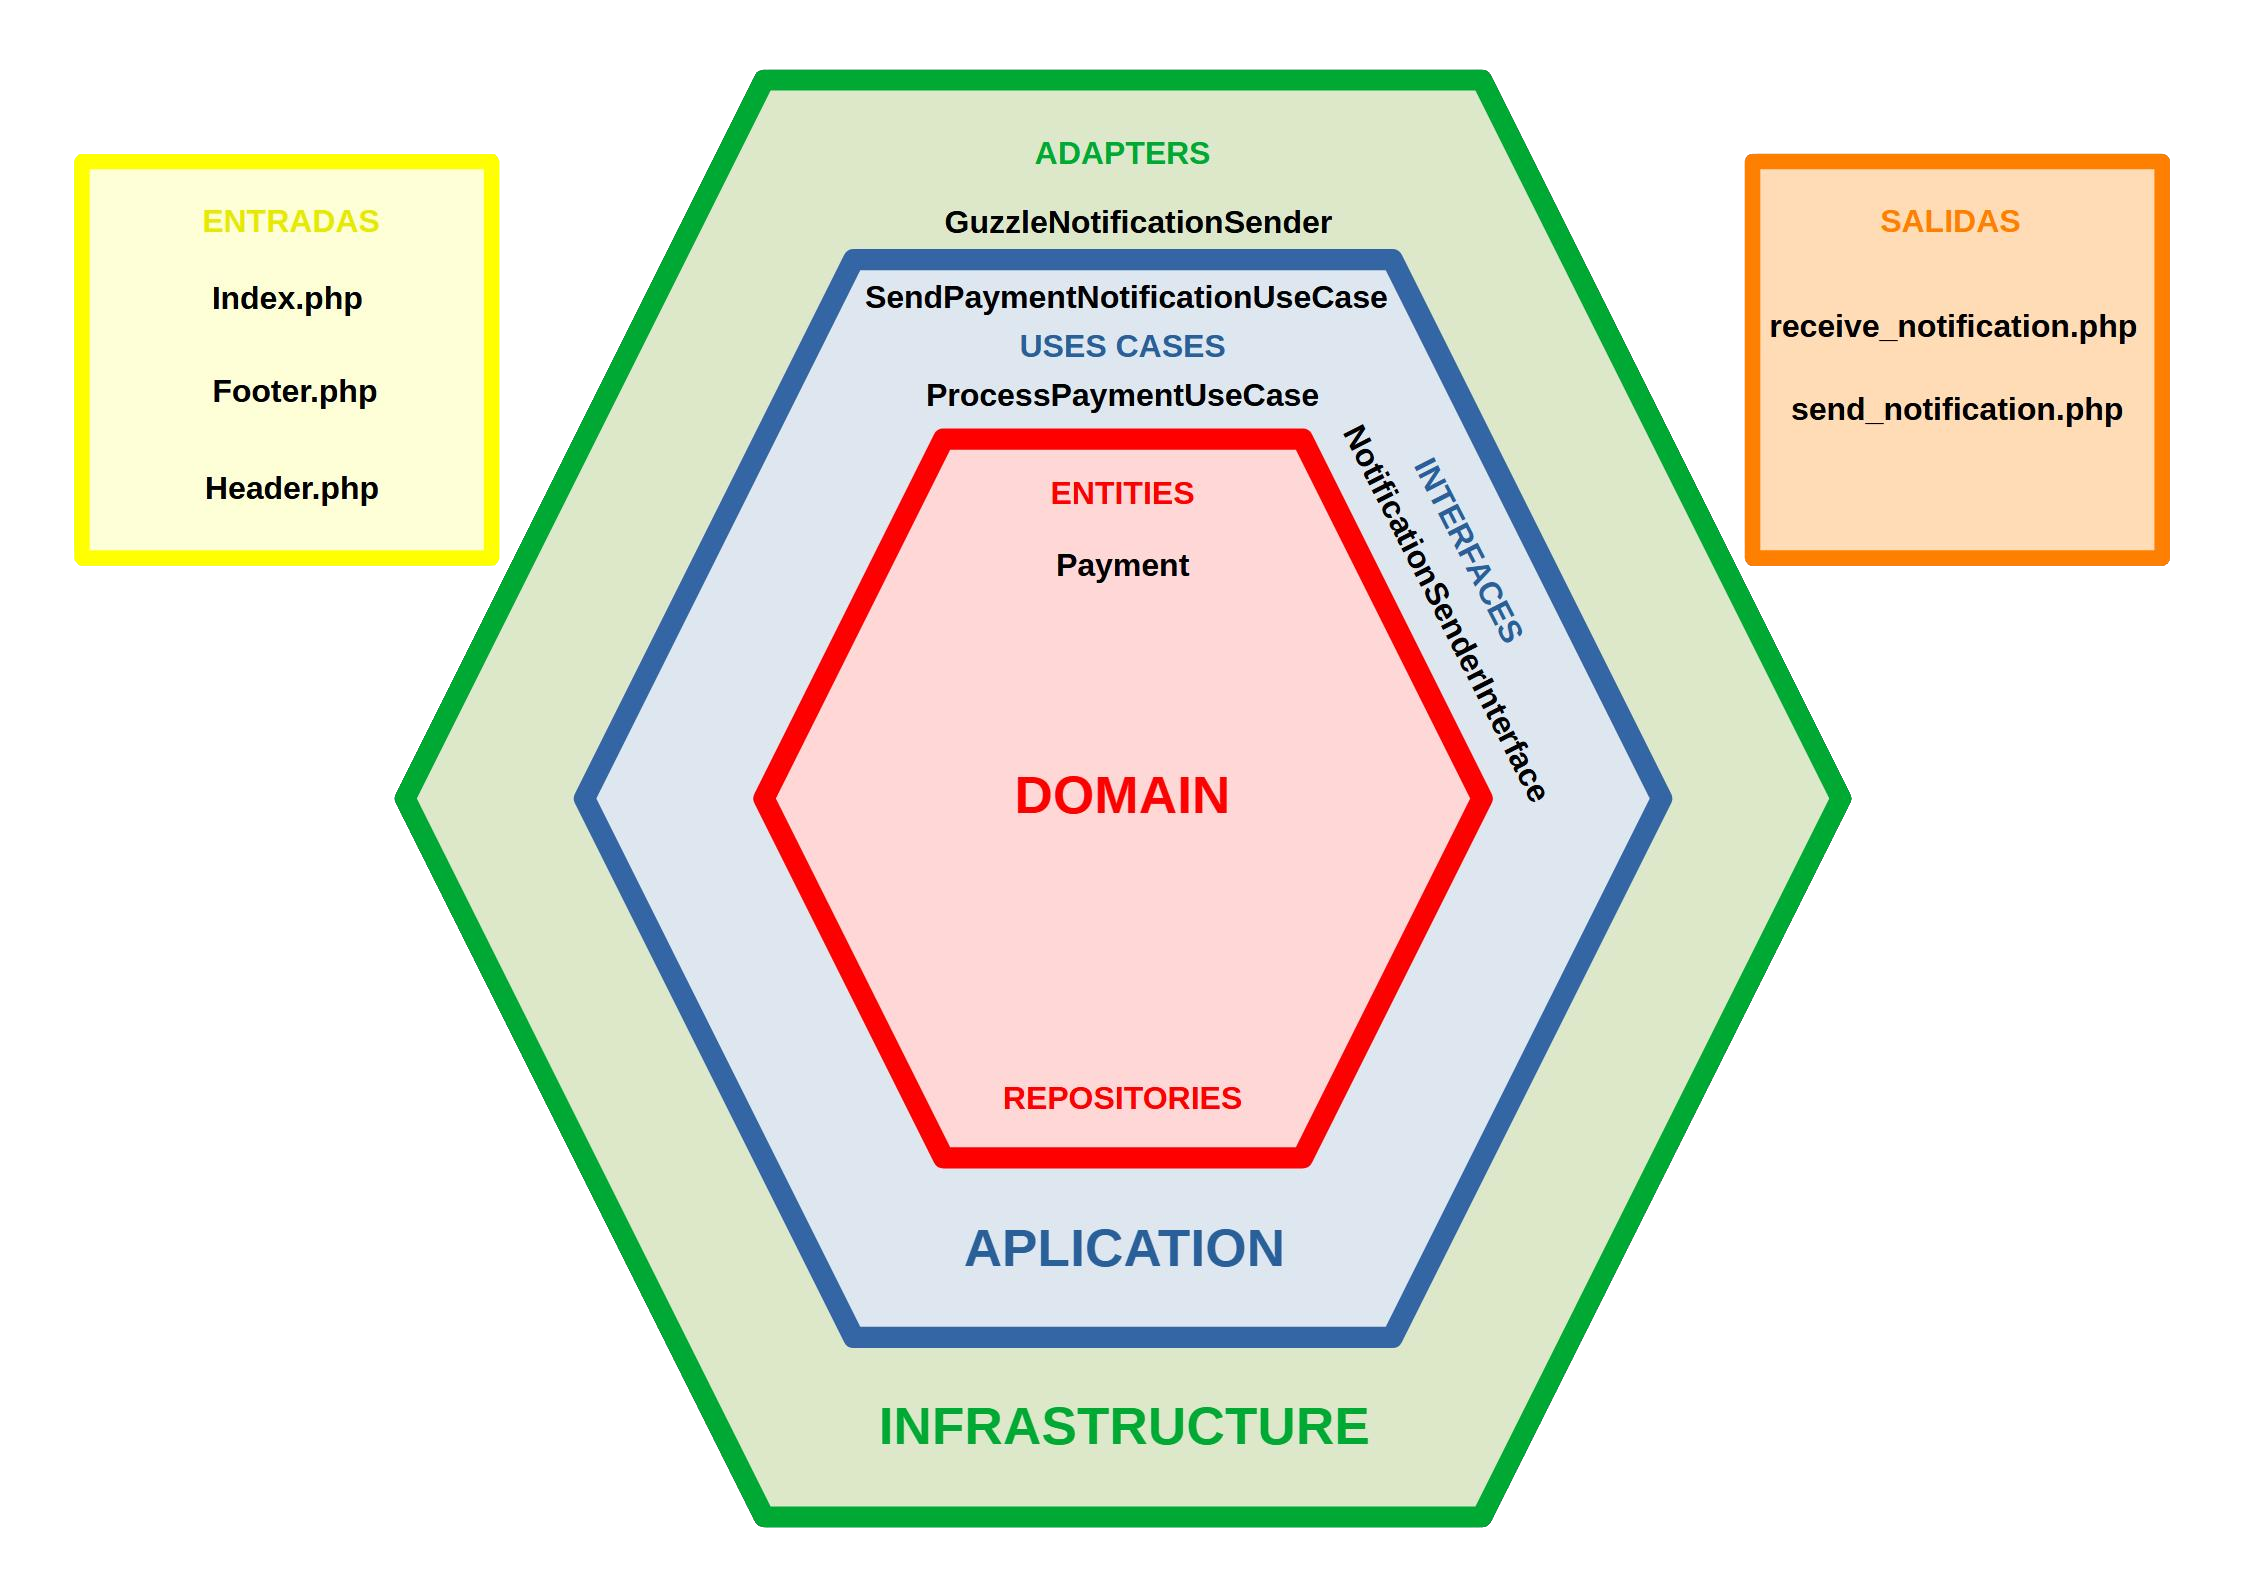 ENTRADAS
Index.php
Footer.php
Header.php
ADAPTERS
GuzzleNotificationSender
SendPaymentNotificationUseCase
USES CASES
ProcessPaymentUseCase
INTERFACES
NotificationSenderInterface
ENTITIES
Payment
DOMAIN
REPOSITORIES
APLICATION
INFRASTRUCTURE
SALIDAS
receive_notification.php
send_notification.php